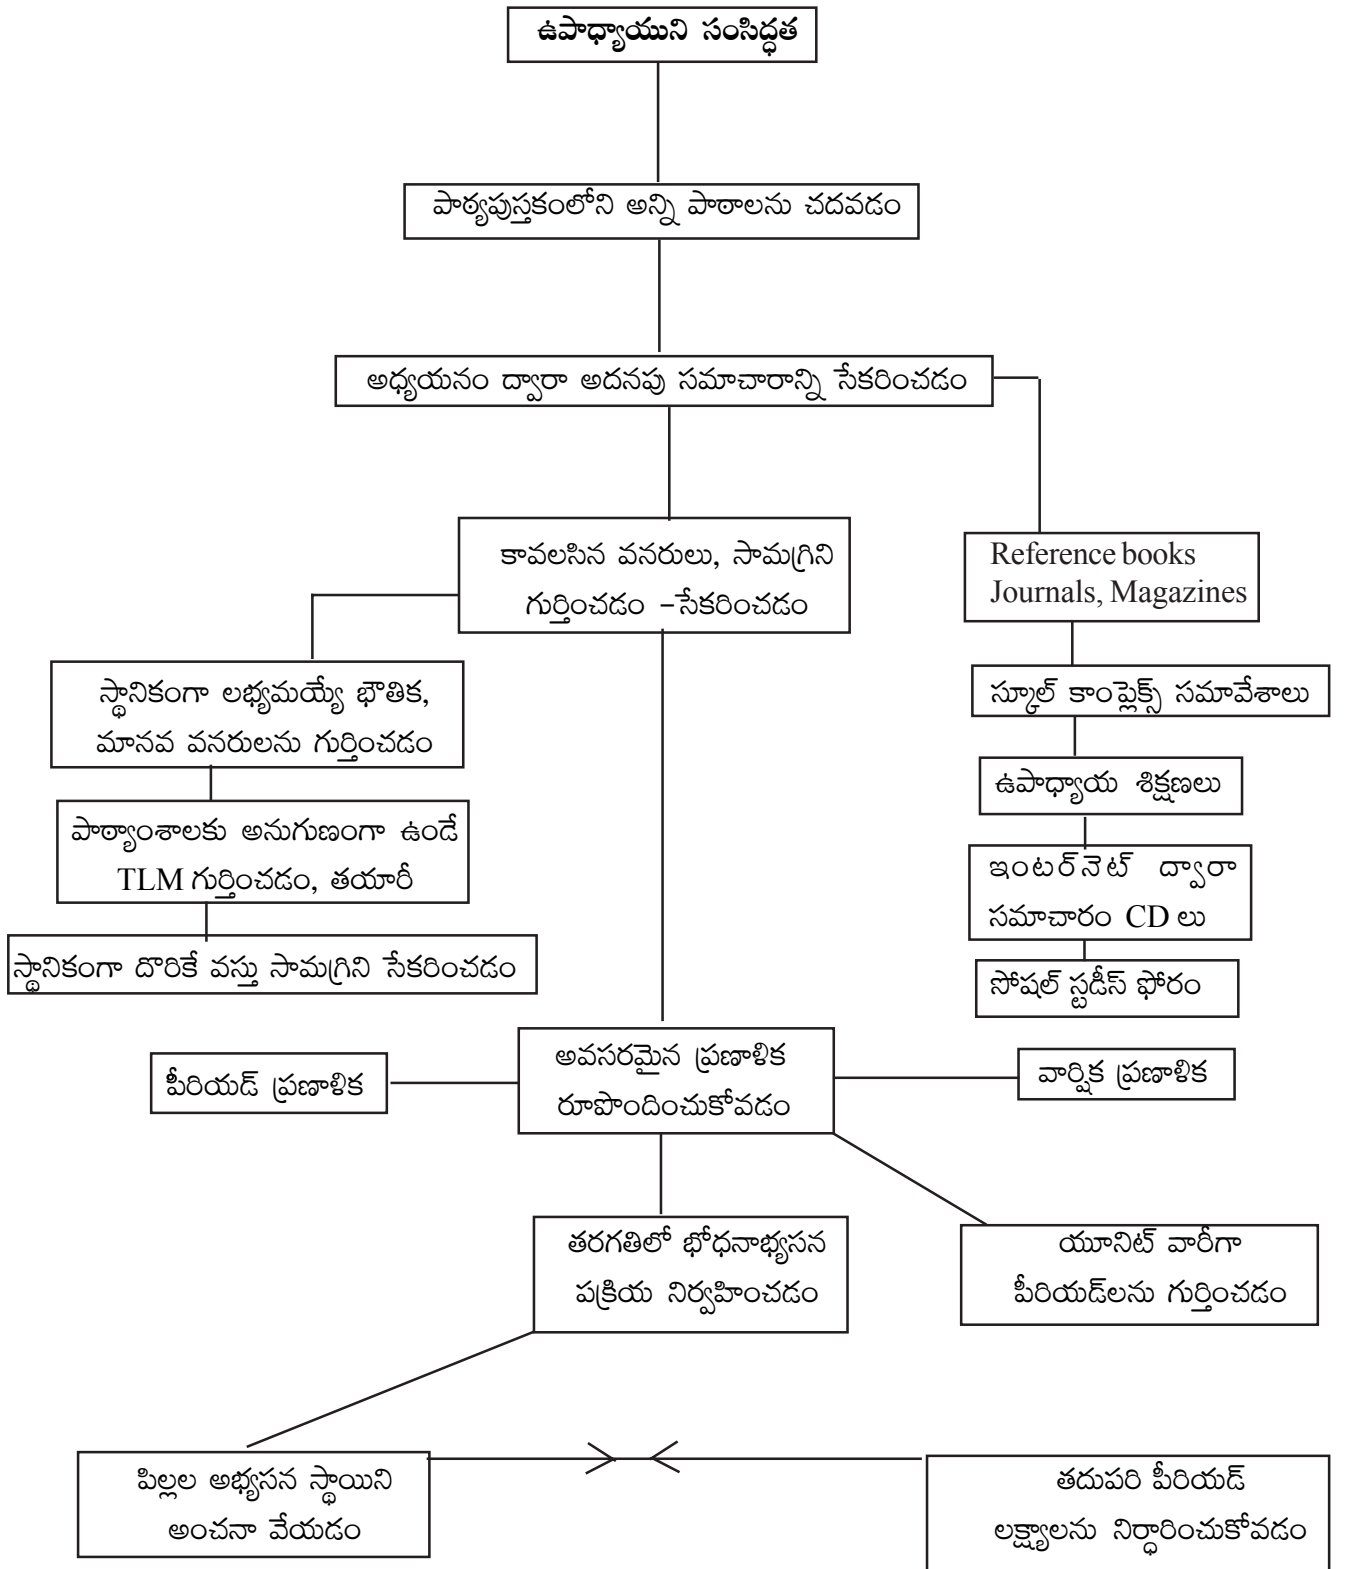 ఉపాధ్యాయుని సంసిద్ధత
పాఠ్యపుస్తకంలోని అన్ని పాఠాలను చదవడం
అధ్యయనం ద్వారా అదనపు సమాచారాన్ని సేకరించడం
కావలసిన వనరులు, సామగ్రిని
గుర్తించడం –సేకరించడం
Reference books
Journals, Magazines
స్థానికంగా లభ్యమయ్యే భౌతిక,
మానవ వనరులను గుర్తించడం
స్కూల్ కాంప్లెక్స్ సమావేశాలు
పాఠ్యాంశాలకు అనుగుణంగా ఉండే
TLM గుర్తించడం, తయారీ
ఉపాధ్యాయ శిక్షణలు
ఇంటర్‌నెట్ ద్వారా
సమాచారం CD లు
స్థానికంగా దొరికే వస్తు సామగ్రిని సేకరించడం
సోషల్ స్టడీస్ ఫోరం
పీరియడ్ ప్రణాళిక
అవసరమైన ప్రణాళిక
రూపొందించుకోవడం
వార్షిక ప్రణాళిక
తరగతిలో భోధనాభ్యసన
పక్రియ నిర్వహించడం
యూనిట్ వారీగా
పీరియడ్‌లను గుర్తించడం
పిల్లల అభ్యసన స్థాయిని
అంచనా వేయడం
తదుపరి పీరియడ్
లక్ష్యాలను నిర్ధారించుకోవడం